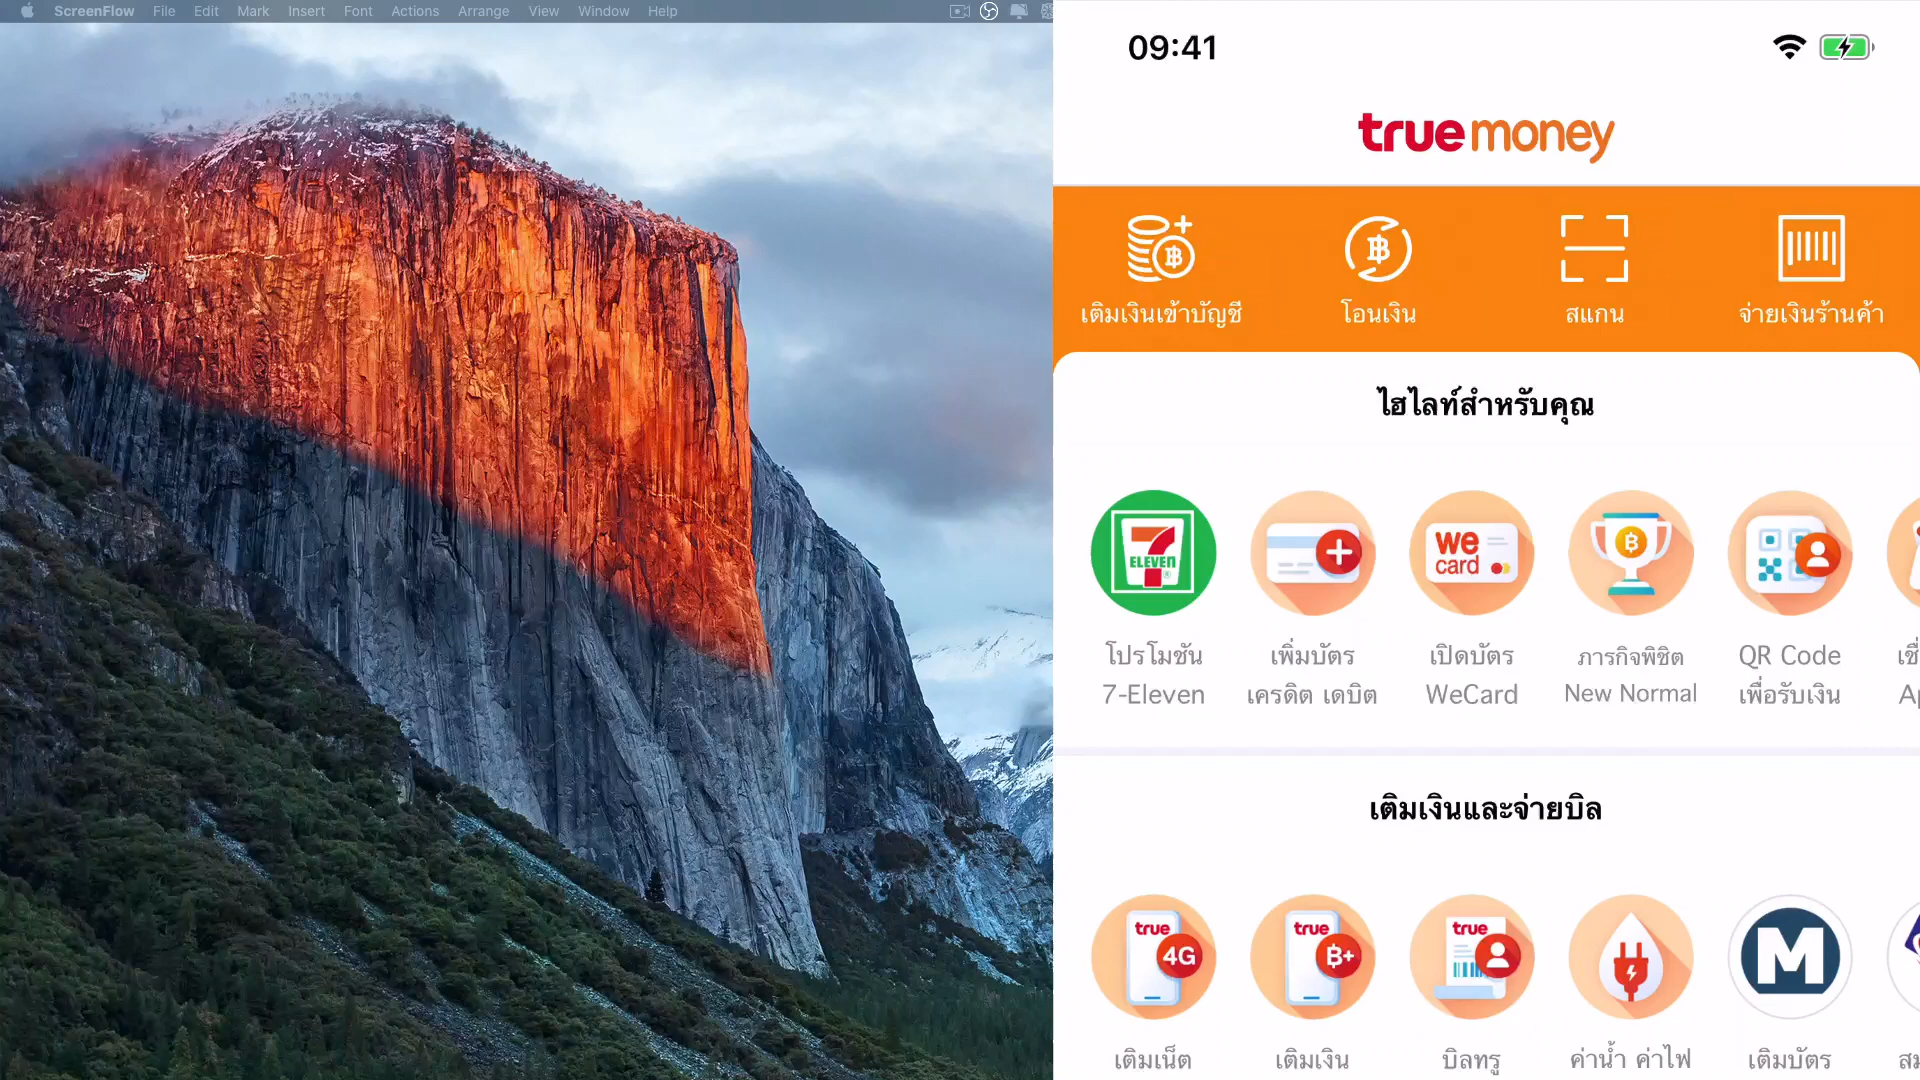 ScreenFlow File Edit Mark Insert Font Actions Arrange View Window Help
09:41
truemoney
เติมเงินเข้าบัญชี โอนเงิน สแกน จ่ายเงินร้านค้า
ไฮไลท์สำหรับคุณ
7 ELEVEN
we card
โปรโมชัน เพิ่มบัตร เปิดบัตร ภารกิจพิชิต QR Code
7-Eleven เครดิต เดบิต WeCard New Normal เพื่อรับเงิน
เติมเงินและจ่ายบิล
true 4G true ฿+ true M
เติมเน็ต เติมเงิน บิลทรู ค่าน้ำ ค่าไฟ เติมบัตร